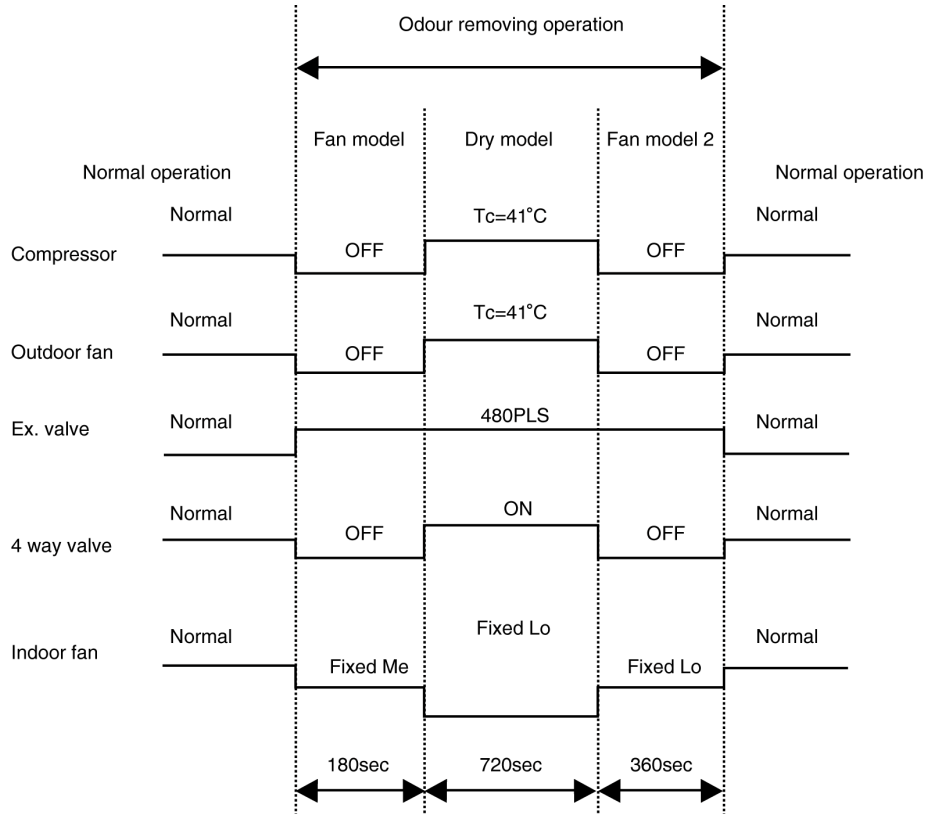 Odour removing operation
Fan model
Dry model
Fan model 2
Normal operation
Normal operation
Normal
Tc=41°C
Normal
Compressor
OFF
OFF
Normal
Tc=41°C
Normal
Outdoor fan
OFF
OFF
Normal
480PLS
Normal
Ex. valve
Normal
ON
Normal
4 way valve
OFF
OFF
Normal
Fixed Lo
Normal
Indoor fan
Fixed Me
Fixed Lo
180sec
720sec
360sec